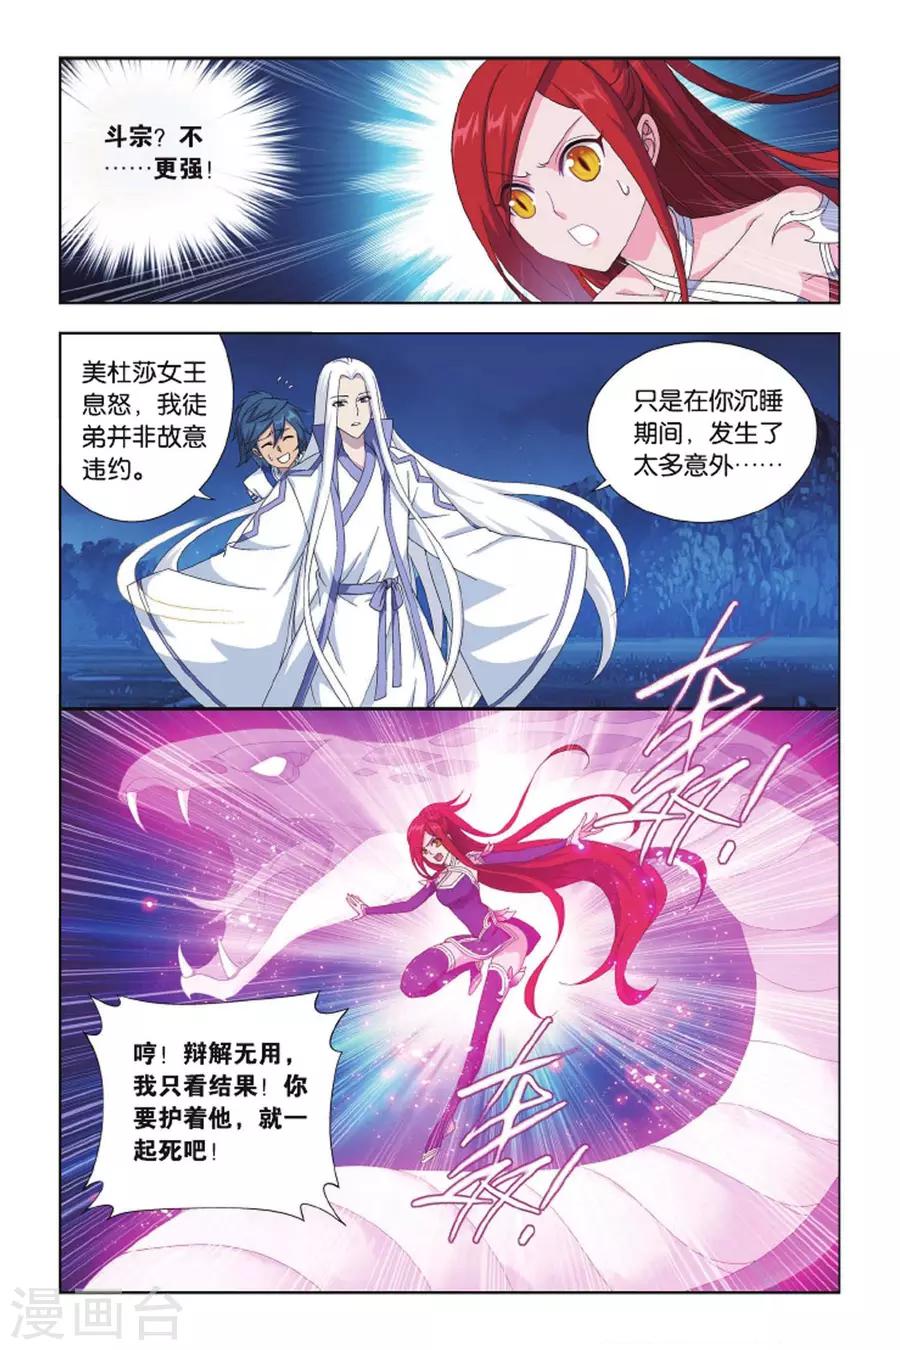 斗宗？不
……更强！
美杜莎女王
息怒，我徒
弟并非故意
违约。
只是在你沉睡
期间，发生了
太多意外……
哼！辩解无用，
我只看结果！你
要护着他，就一
起死吧！
漫画台